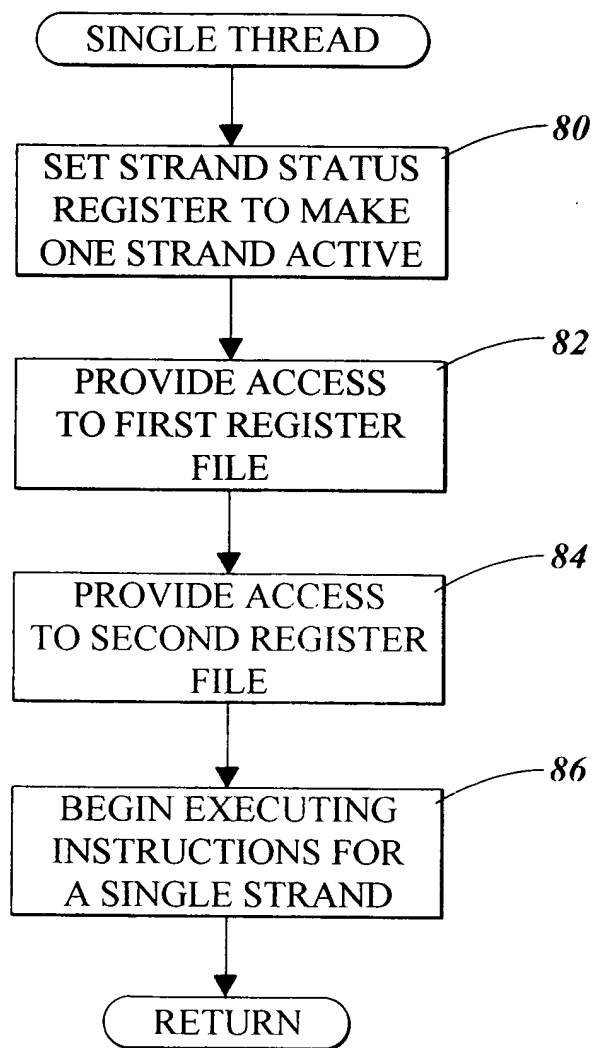 SINGLE THREAD
80
SET STRAND STATUS
REGISTER TO MAKE
ONE STRAND ACTIVE
82
PROVIDE ACCESS
TO FIRST REGISTER
FILE
84
PROVIDE ACCESS
TO SECOND REGISTER
FILE
86
BEGIN EXECUTING
INSTRUCTIONS FOR
A SINGLE STRAND
RETURN